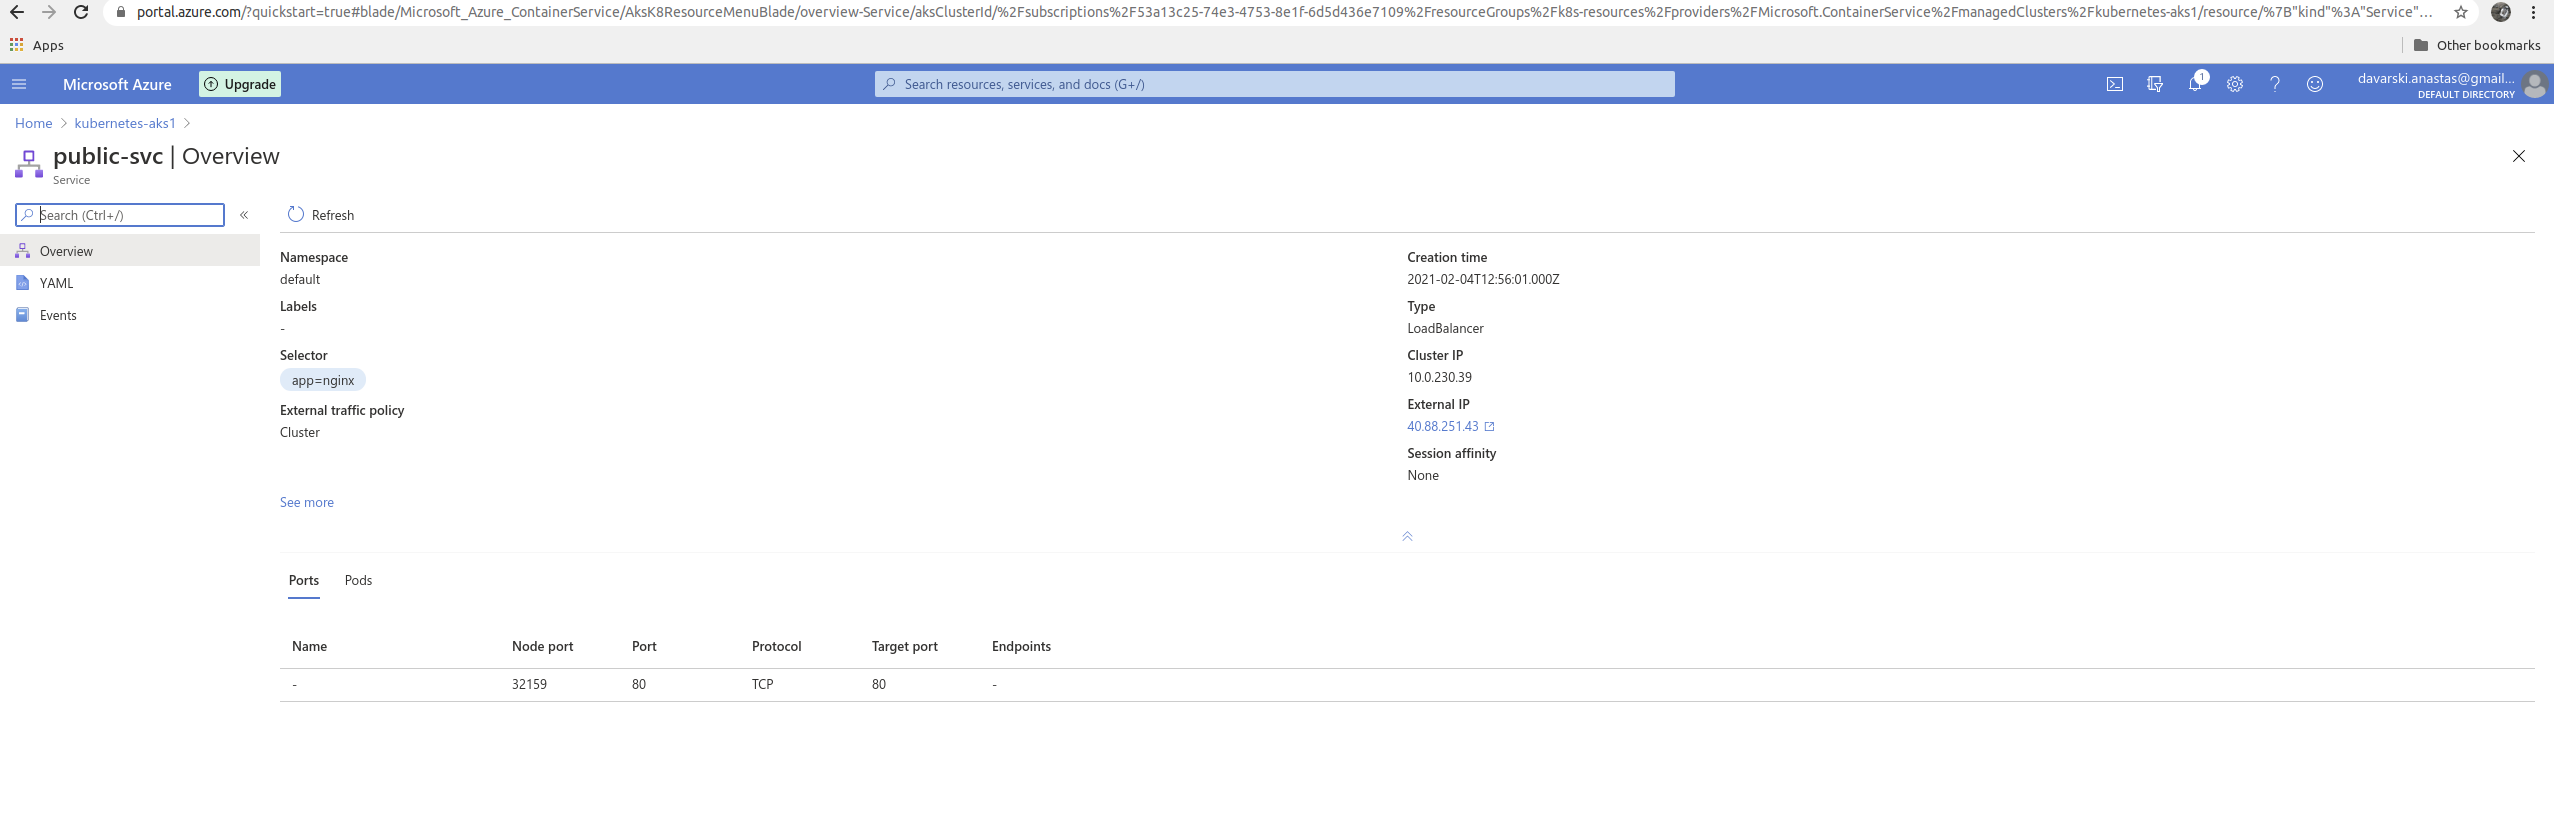 portal.azure.com/?quickstart=true#blade/Microsoft_Azure_ContainerService/AksK8ResourceMenuBlade/overview-Service/aksClusterId/%2Fsubscriptions%2F53a13c25-74e3-4753-8e1f-6d5d436e7109%2FresourceGroups%2Fk8s-resources%2Fproviders%2FMicrosoft.ContainerService%2FmanagedClusters%2Fkubernetes-aks1/resource/%7B"kind"%3A"Service"...
Apps
Other bookmarks
Microsoft Azure
Upgrade
Search resources, services, and docs (G+/)
1
davarski.anastas@gmail...
DEFAULT DIRECTORY
Home > kubernetes-aks1 >
public-svc | Overview
Service
Search (Ctrl+/)
«
Refresh
Overview
YAML
Events
Namespace
default
Labels
-
Selector
app=nginx
External traffic policy
Cluster
See more
Creation time
2021-02-04T12:56:01.000Z
Type
LoadBalancer
Cluster IP
10.0.230.39
External IP
40.88.251.43
Session affinity
None
Ports Pods
Name Node port Port Protocol Target port Endpoints
- 32159 80 TCP 80 -